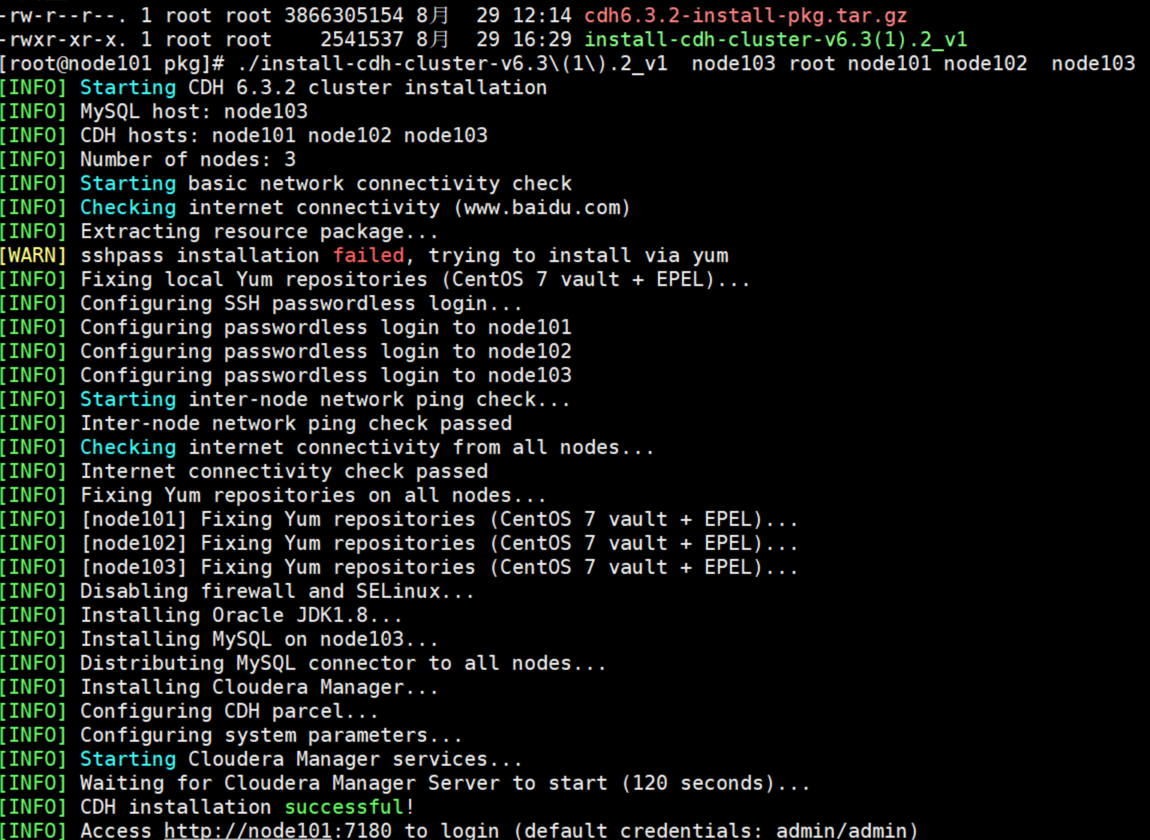 -rw-r--r--. 1 root root 3866305154 8月  29 12:14 cdh6.3.2-install-pkg.tar.gz
-rwxr-xr-x. 1 root root    2541537 8月  29 16:29 install-cdh-cluster-v6.3(1).2_v1
[root@node101 pkg]# ./install-cdh-cluster-v6.3\(1\).2_v1  node103 root node101 node102  node103
[INFO] Starting CDH 6.3.2 cluster installation
[INFO] MySQL host: node103
[INFO] CDH hosts: node101 node102 node103
[INFO] Number of nodes: 3
[INFO] Starting basic network connectivity check
[INFO] Checking internet connectivity (www.baidu.com)
[INFO] Extracting resource package...
[WARN] sshpass installation failed, trying to install via yum
[INFO] Fixing local Yum repositories (CentOS 7 vault + EPEL)...
[INFO] Configuring SSH passwordless login...
[INFO] Configuring passwordless login to node101
[INFO] Configuring passwordless login to node102
[INFO] Configuring passwordless login to node103
[INFO] Starting inter-node network ping check...
[INFO] Inter-node network ping check passed
[INFO] Checking internet connectivity from all nodes...
[INFO] Internet connectivity check passed
[INFO] Fixing Yum repositories on all nodes...
[INFO] [node101] Fixing Yum repositories (CentOS 7 vault + EPEL)...
[INFO] [node102] Fixing Yum repositories (CentOS 7 vault + EPEL)...
[INFO] [node103] Fixing Yum repositories (CentOS 7 vault + EPEL)...
[INFO] Disabling firewall and SELinux...
[INFO] Installing Oracle JDK1.8...
[INFO] Installing MySQL on node103...
[INFO] Distributing MySQL connector to all nodes...
[INFO] Installing Cloudera Manager...
[INFO] Configuring CDH parcel...
[INFO] Configuring system parameters...
[INFO] Starting Cloudera Manager services...
[INFO] Waiting for Cloudera Manager Server to start (120 seconds)...
[INFO] CDH installation successful!
[INFO] Access http://node101:7180 to login (default credentials: admin/admin)